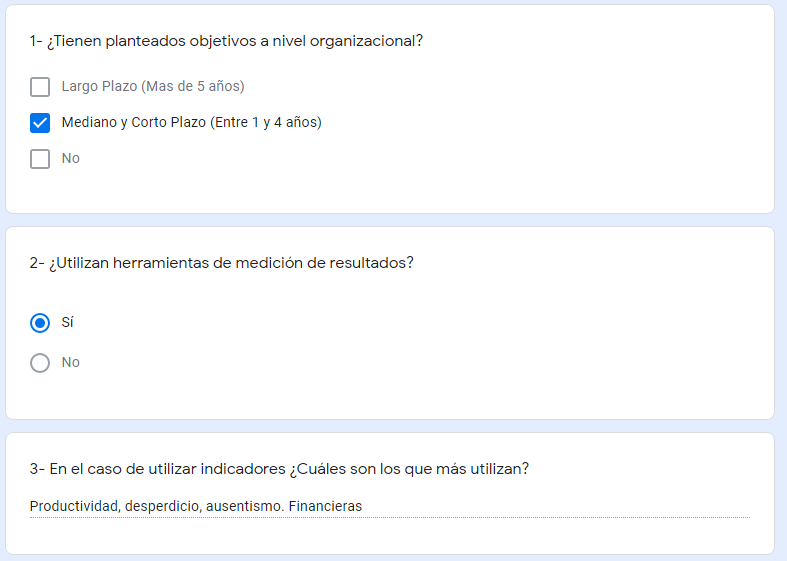 1- ¿Tienen planteados objetivos a nivel organizacional?
Largo Plazo (Mas de 5 años)
Mediano y Corto Plazo (Entre 1 y 4 años)
No
2- ¿Utilizan herramientas de medición de resultados?
Sí
No
3- En el caso de utilizar indicadores ¿Cuáles son los que más utilizan?
Productividad, desperdicio, ausentismo. Financieras